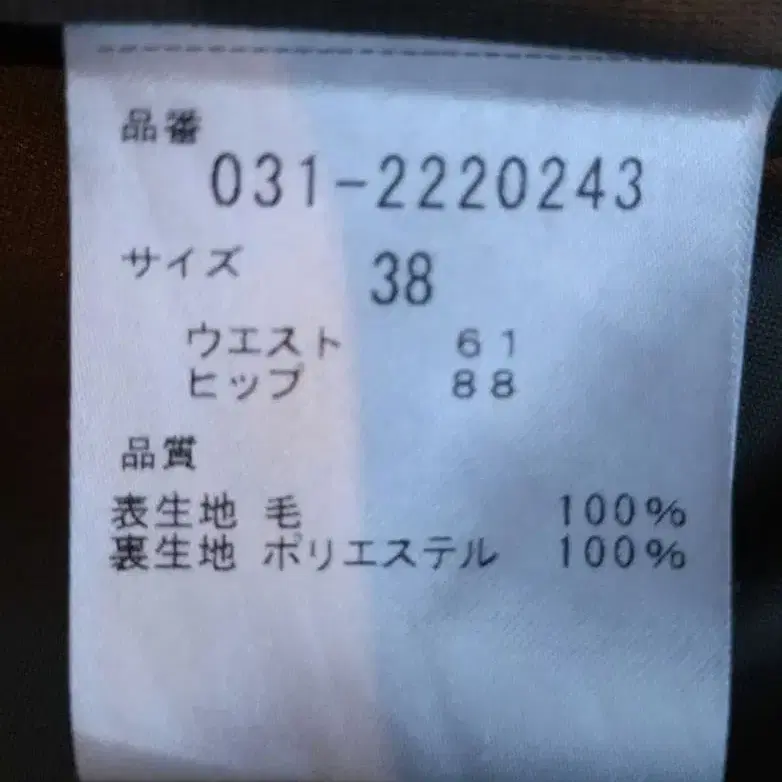 品番
031-2220243
サイズ 38
ウエスト 61
ヒップ 88
品質
表生地 毛 100%
裏生地 ポリエステル 100%